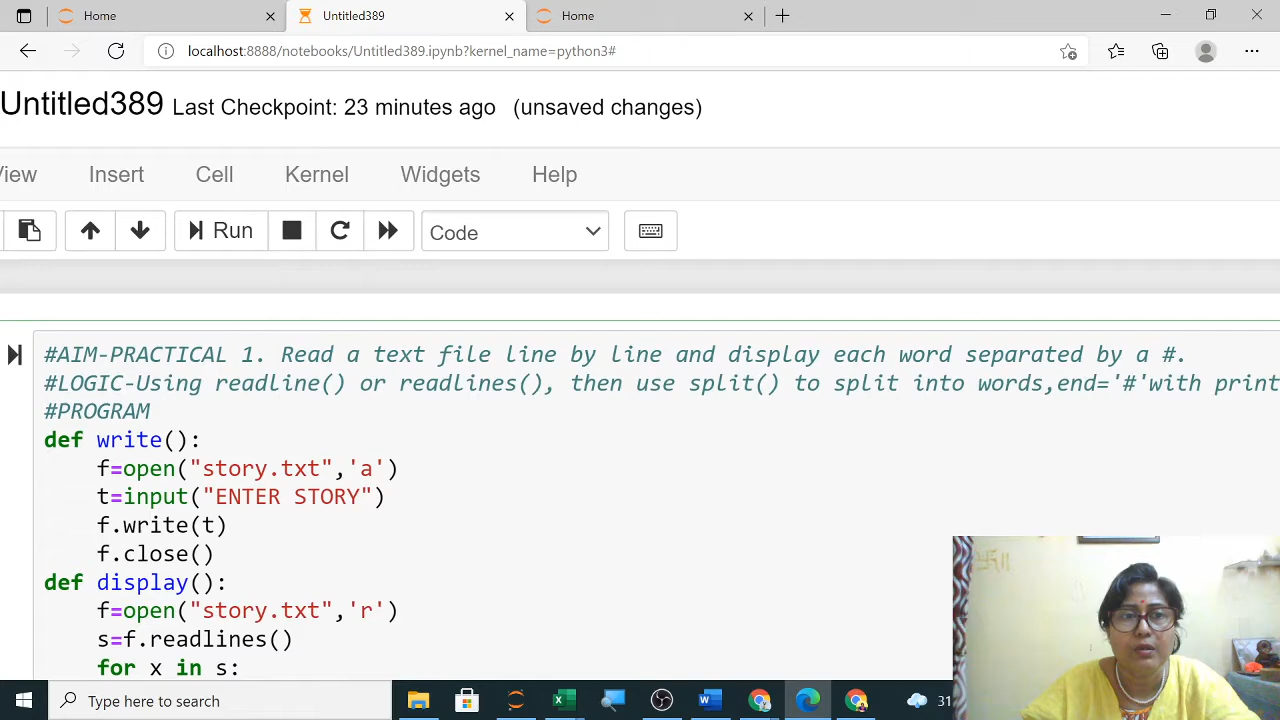 Home
Untitled389
Home
localhost:8888/notebooks/Untitled389.ipynb?kernel_name=python3#
Untitled389 Last Checkpoint: 23 minutes ago (unsaved changes)
View Insert Cell Kernel Widgets Help
Run
Code
#AIM-PRACTICAL 1. Read a text file line by line and display each word separated by a #.
#LOGIC-Using readline() or readlines(), then use split() to split into words,end='#'with print
#PROGRAM
def write():
f=open("story.txt",'a')
t=input("ENTER STORY")
f.write(t)
f.close()
def display():
f=open("story.txt",'r')
s=f.readlines()
for x in s:
Type here to search
31